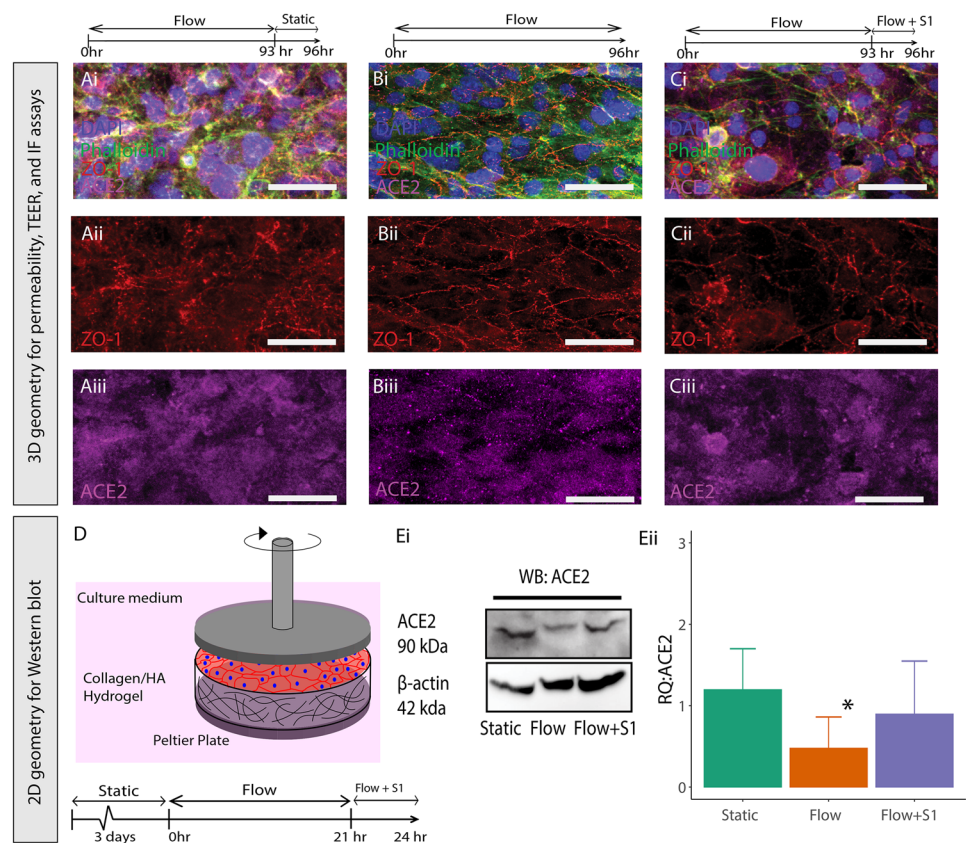 Flow
Static
0hr
93 hr
96hr
Flow
0hr
96hr
Flow
Flow + S1
0hr
93 hr
96hr
3D geometry for permeability, TEER, and IF assays
Ai
DAPI
Phalloidin
ZO-1
ACE2
Bi
DAPI
Phalloidin
ZO-1
ACE2
Ci
DAPI
Phalloidin
ZO-1
ACE2
Aii
ZO-1
Bii
ZO-1
Cii
ZO-1
Aiii
ACE2
Biii
ACE2
Ciii
ACE2
2D geometry for Western blot
D
Culture medium
Collagen/HA
Hydrogel
Peltier Plate
Static
Flow
Flow + S1
3 days
0hr
21 hr
24 hr
Ei
WB: ACE2
ACE2
90 kDa
β-actin
42 kda
Static Flow Flow+S1
Eii
RQ:ACE2
3
2
1
0
*
Static
Flow
Flow+S1